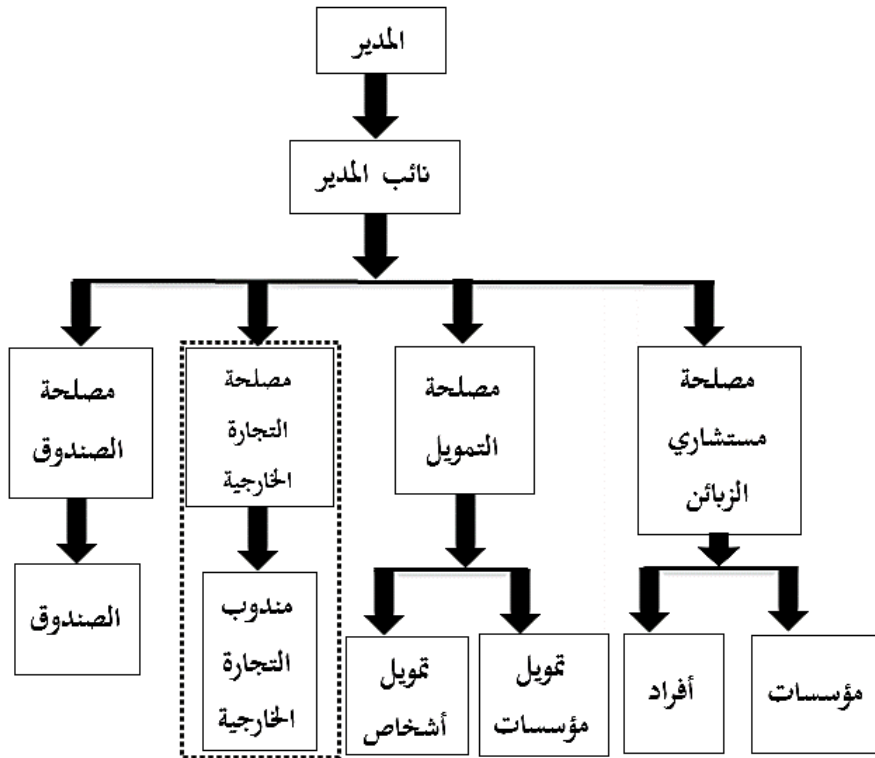 المدير
نائب المدير
مصلحة
مستشاري
الزبائن
مصلحة
التمويل
مصلحة
التجارة
الخارجية
مصلحة
الصندوق
مؤسسات
أفراد
تمويل
مؤسسات
تمويل
أشخاص
مندوب
التجارة
الخارجية
الصندوق